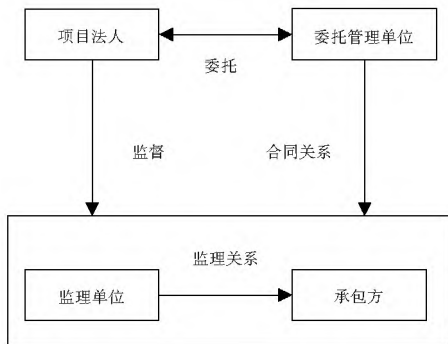 项目法人
委托管理单位
委托
监督
合同关系
监理关系
监理单位
承包方